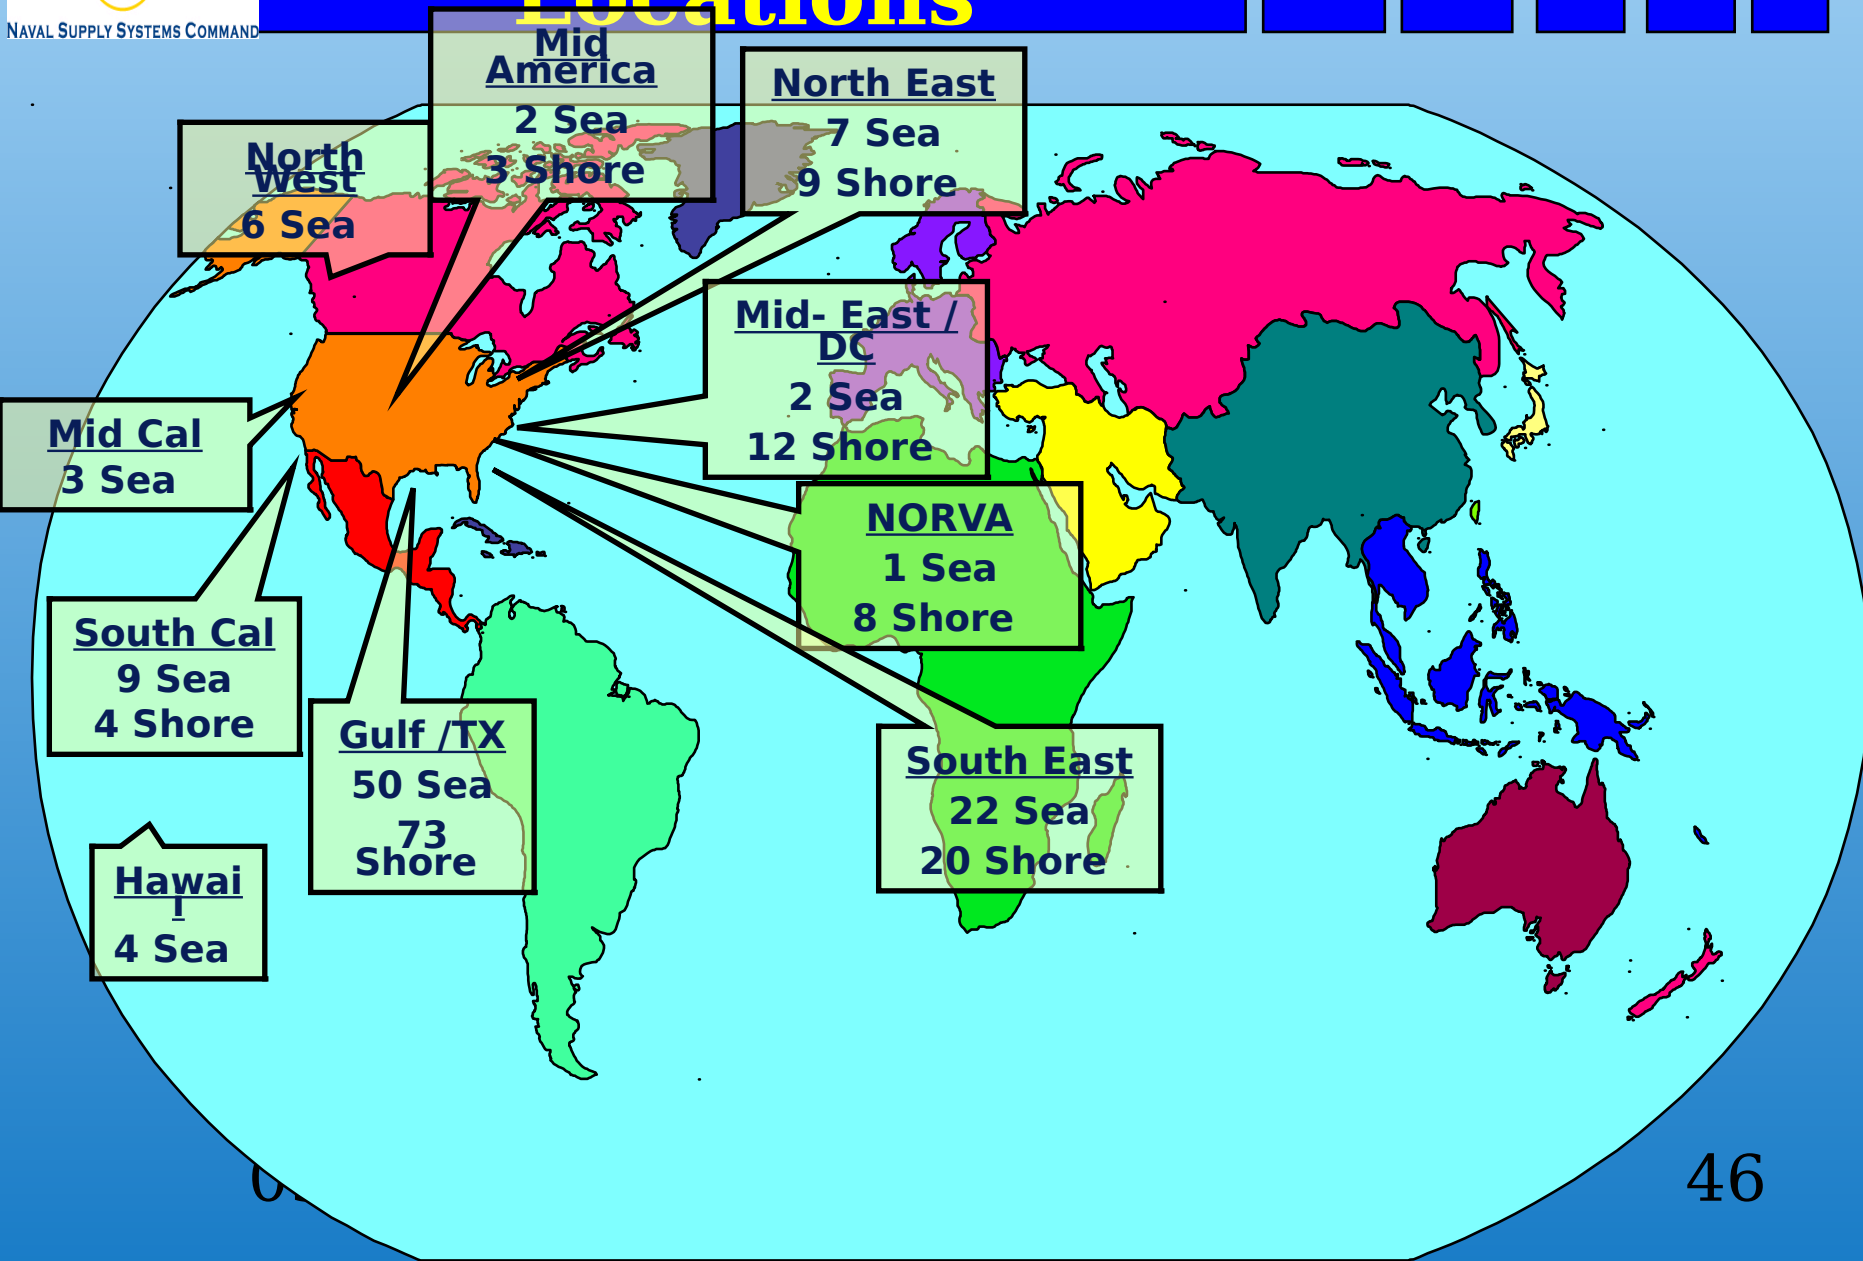 Locations
NAVAL SUPPLY SYSTEMS COMMAND
Mid
America
2 Sea
3 Shore
North East
7 Sea
9 Shore
North
West
6 Sea
Mid- East /
DC
2 Sea
12 Shore
Mid Cal
3 Sea
NORVA
1 Sea
8 Shore
South Cal
9 Sea
4 Shore
Gulf /TX
50 Sea
73
Shore
South East
22 Sea
20 Shore
Hawai
I
4 Sea
46